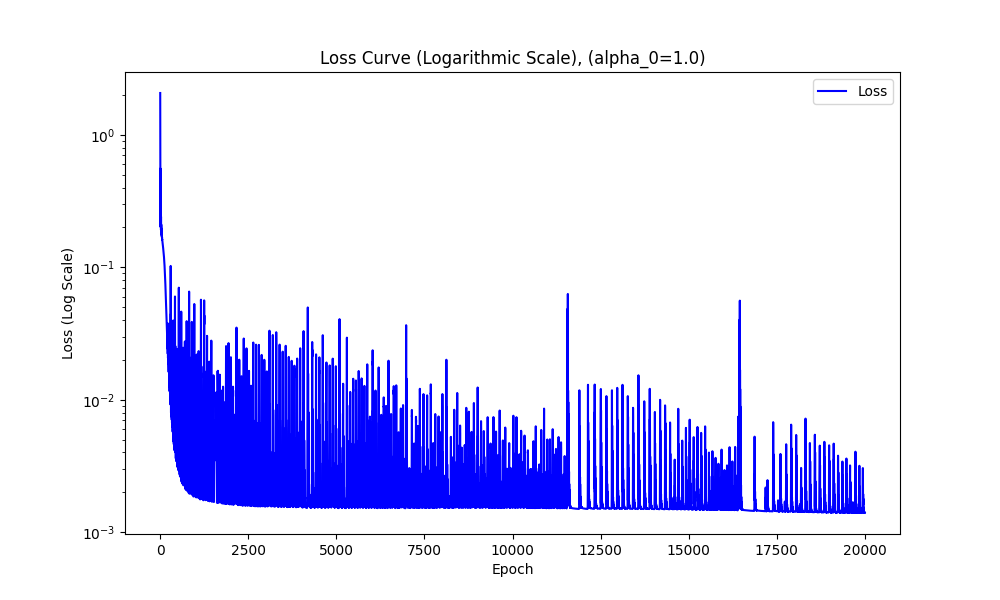 Loss Curve (Logarithmic Scale), (alpha_0=1.0)
Loss
Loss (Log Scale)
10⁰
10⁻¹
10⁻²
10⁻³
0 2500 5000 7500 10000 12500 15000 17500 20000
Epoch